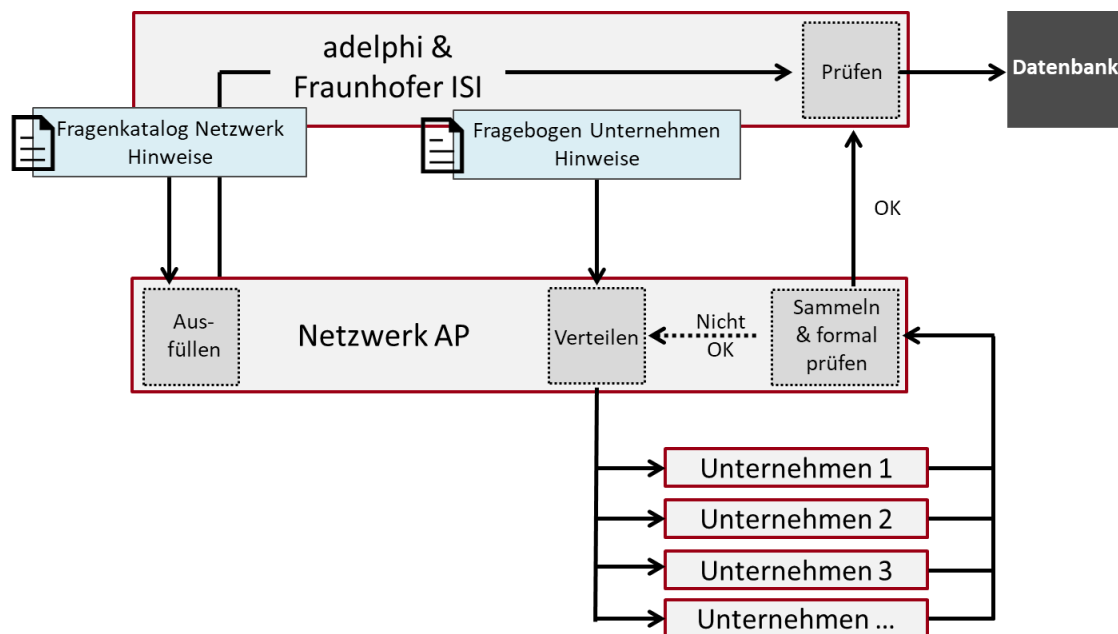 adelphi &
Fraunhofer ISI
Prüfen
Datenbank
Fragenkatalog Netzwerk
Hinweise
Fragebogen Unternehmen
Hinweise
OK
Aus-
füllen
Netzwerk AP
Verteilen
Nicht
OK
Sammeln
& formal
prüfen
Unternehmen 1
Unternehmen 2
Unternehmen 3
Unternehmen ...